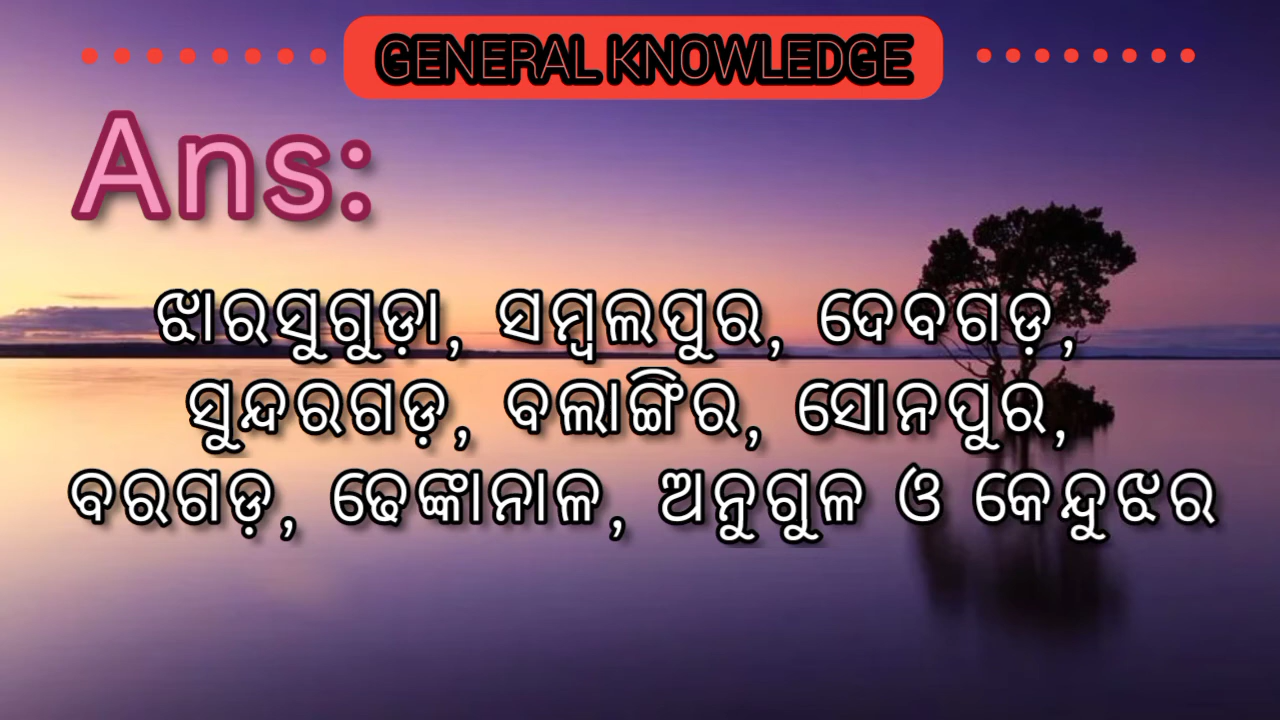 GENERAL KNOWLEDGE
Ans:
ଝାରସୁଗୁଡ଼ା, ସମ୍ବଲପୁର, ଦେବଗଡ଼,
ସୁନ୍ଦରଗଡ଼, ବଲାଙ୍ଗିର, ସୋନପୁର,
ବରଗଡ଼, ଢେଙ୍କାନାଳ, ଅନୁଗୁଳ ଓ କେନ୍ଦୁଝର